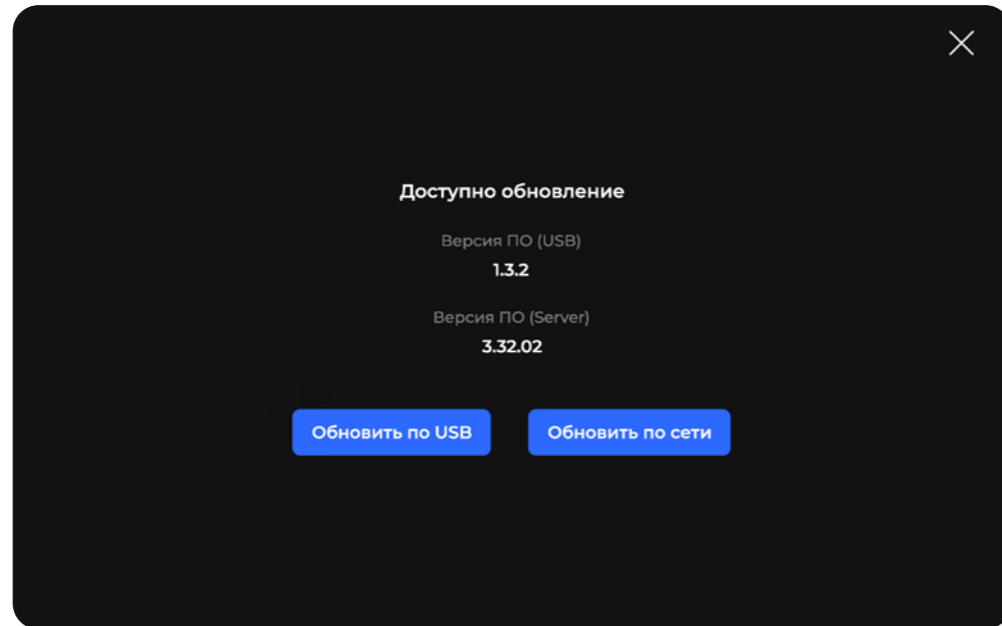 Доступно обновление
Версия ПО (USB)
1.3.2
Версия ПО (Server)
3.32.02
Обновить по USB Обновить по сети